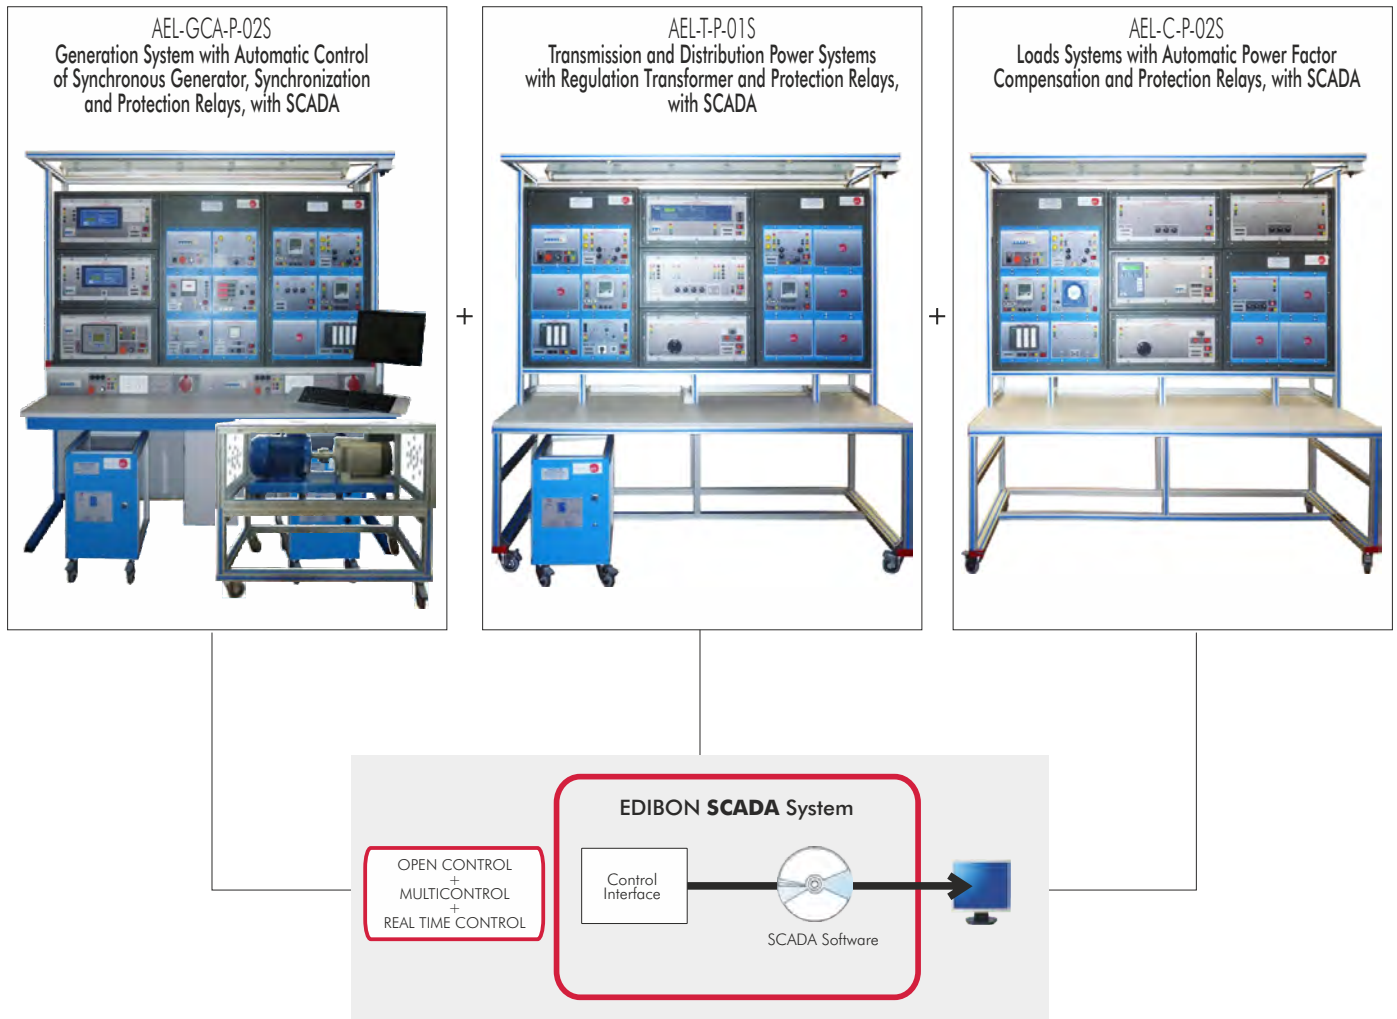 AEL-GCA-P-02S
Generation System with Automatic Control
of Synchronous Generator, Synchronization
and Protection Relays, with SCADA
AEL-T-P-01S
Transmission and Distribution Power Systems
with Regulation Transformer and Protection Relays,
with SCADA
AEL-C-P-02S
Loads Systems with Automatic Power Factor
Compensation and Protection Relays, with SCADA
+
+
EDIBON SCADA System
OPEN CONTROL
+
MULTICONTROL
+
REAL TIME CONTROL
Control
Interface
SCADA Software